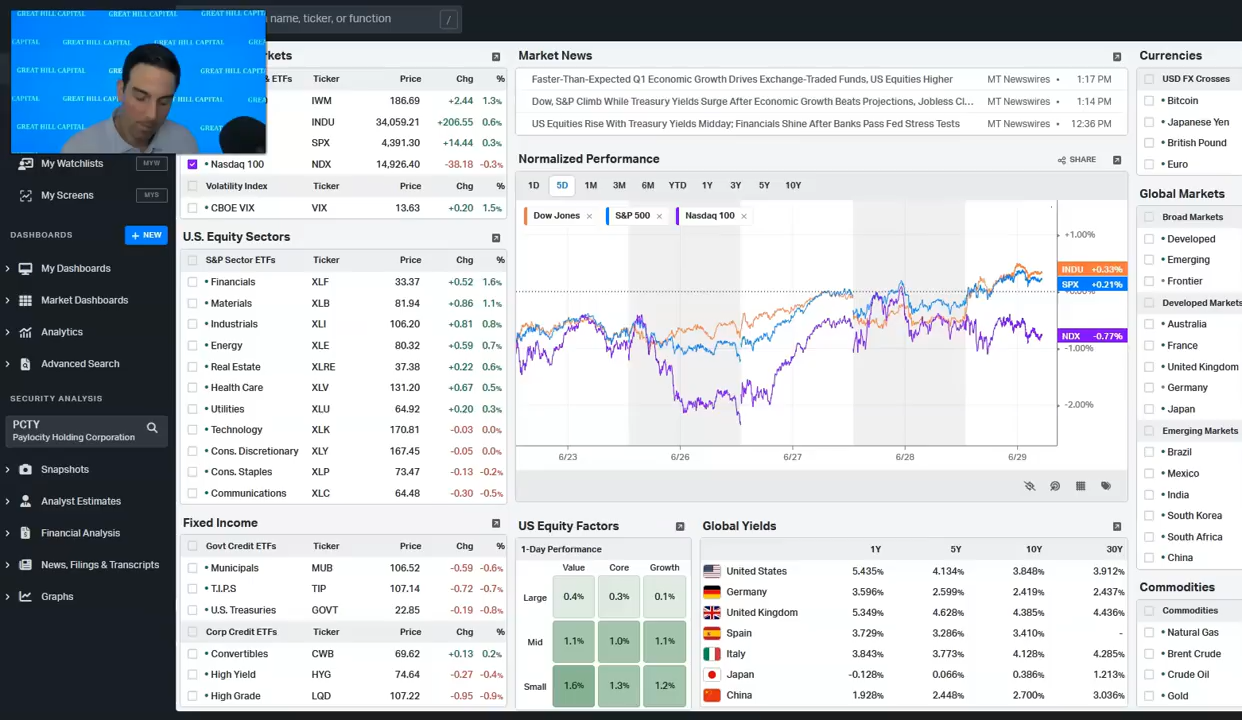 GREAT HILL CAPITAL
GREAT HILL CAPITAL
CAPITAL
GREAT HILL CAPITAL
GREAT HILL CAPITAL
GREAT HILL CAPITAL
name, ticker, or function
/
My Watchlists
MYW
My Screens
MYS
DASHBOARDS
+ NEW
My Dashboards
Market Dashboards
Analytics
Advanced Search
SECURITY ANALYSIS
PCTY
Paylocity Holding Corporation
Snapshots
Analyst Estimates
Financial Analysis
News, Filings & Transcripts
Graphs
kets
& ETFs Ticker Price Chg %
IWM 186.69 +2.44 1.3%
INDU 34,059.21 +206.55 0.6%
SPX 4,391.30 +14.44 0.3%
Nasdaq 100 NDX 14,926.40 -38.18 -0.3%
Volatility Index Ticker Price Chg %
CBOE VIX VIX 13.63 +0.20 1.5%
U.S. Equity Sectors
S&P Sector ETFs Ticker Price Chg %
Financials XLF 33.37 +0.52 1.6%
Materials XLB 81.94 +0.86 1.1%
Industrials XLI 106.20 +0.81 0.8%
Energy XLE 80.32 +0.59 0.7%
Real Estate XLRE 37.38 +0.22 0.6%
Health Care XLV 131.20 +0.67 0.5%
Utilities XLU 64.92 +0.20 0.3%
Technology XLK 170.81 -0.03 0.0%
Cons. Discretionary XLY 167.45 -0.05 0.0%
Cons. Staples XLP 73.47 -0.13 -0.2%
Communications XLC 64.48 -0.30 -0.5%
Fixed Income
Govt Credit ETFs Ticker Price Chg %
Municipals MUB 106.52 -0.59 -0.6%
T.I.P.S TIP 107.14 -0.72 -0.7%
U.S. Treasuries GOVT 22.85 -0.19 -0.8%
Corp Credit ETFs Ticker Price Chg %
Convertibles CWB 69.62 +0.13 0.2%
High Yield HYG 74.64 -0.27 -0.4%
High Grade LQD 107.22 -0.95 -0.9%
Market News
Faster-Than-Expected Q1 Economic Growth Drives Exchange-Traded Funds, US Equities Higher MT Newswires • 1:17 PM
Dow, S&P Climb While Treasury Yields Surge After Economic Growth Beats Projections, Jobless Ci... MT Newswires • 1:14 PM
US Equities Rise With Treasury Yields Midday; Financials Shine After Banks Pass Fed Stress Tests MT Newswires • 12:36 PM
Normalized Performance
SHARE
1D 5D 1M 3M 6M YTD 1Y 3Y 5Y 10Y
Dow Jones × S&P 500 × Nasdaq 100 ×
+1.00%
INDU +0.33%
SPX +0.21%
+0.00%
NDX -0.77%
-1.00%
-2.00%
6/23 6/26 6/27 6/28 6/29
US Equity Factors
1-Day Performance
Value Core Growth
Large 0.4% 0.3% 0.1%
Mid 1.1% 1.0% 1.1%
Small 1.6% 1.3% 1.2%
Global Yields
1Y 5Y 10Y 30Y
United States 5.435% 4.134% 3.848% 3.912%
Germany 3.596% 2.599% 2.419% 2.437%
United Kingdom 5.349% 4.628% 4.385% 4.436%
Spain 3.729% 3.286% 3.410% -
Italy 3.843% 3.773% 4.128% 4.285%
Japan -0.128% 0.066% 0.386% 1.213%
China 1.928% 2.448% 2.700% 3.036%
Currencies
USD FX Crosses
Bitcoin
Japanese Yen
British Pound
Euro
Global Markets
Broad Markets
Developed
Emerging
Frontier
Developed Markets
Australia
France
United Kingdom
Germany
Japan
Emerging Markets
Brazil
Mexico
India
South Korea
South Africa
China
Commodities
Commodities
Natural Gas
Brent Crude
Crude Oil
Gold